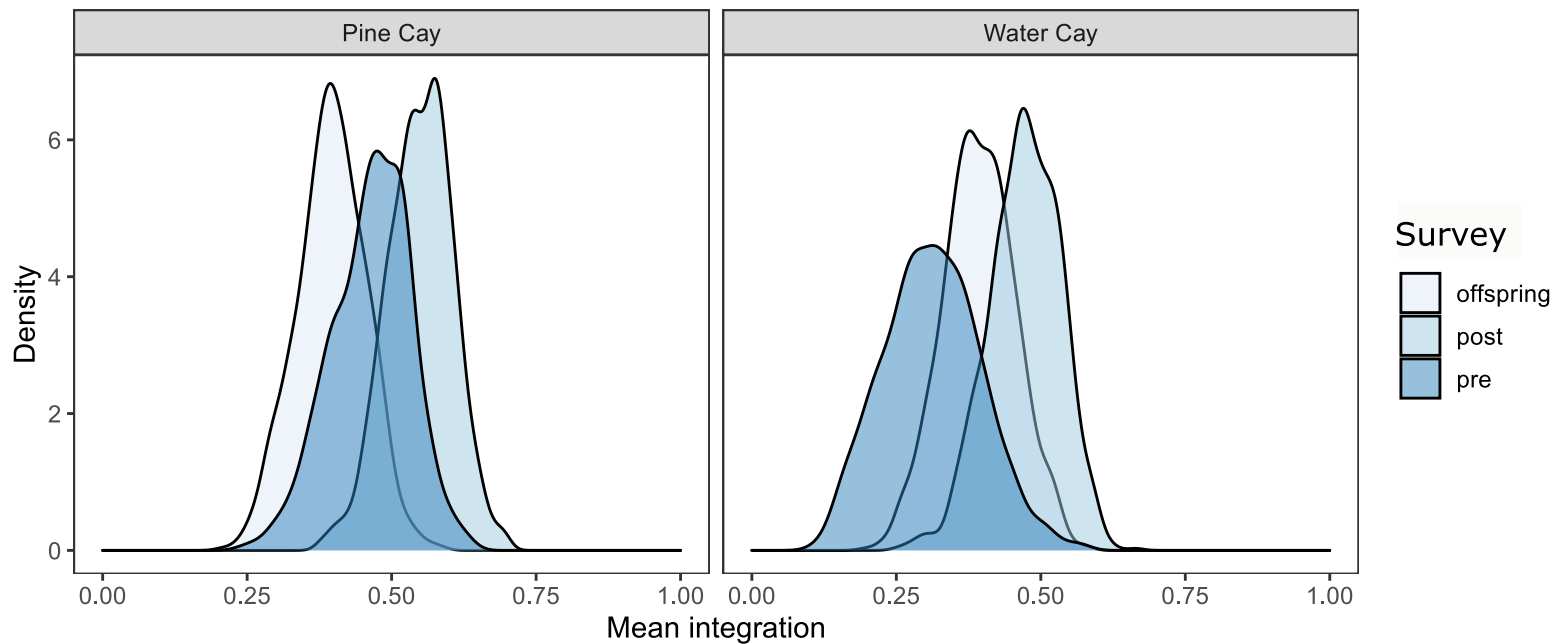 Pine Cay
Water Cay
Density
6
4
2
0
0.00 0.25 0.50 0.75 1.00
0.00 0.25 0.50 0.75 1.00
Mean integration
Survey
offspring
post
pre